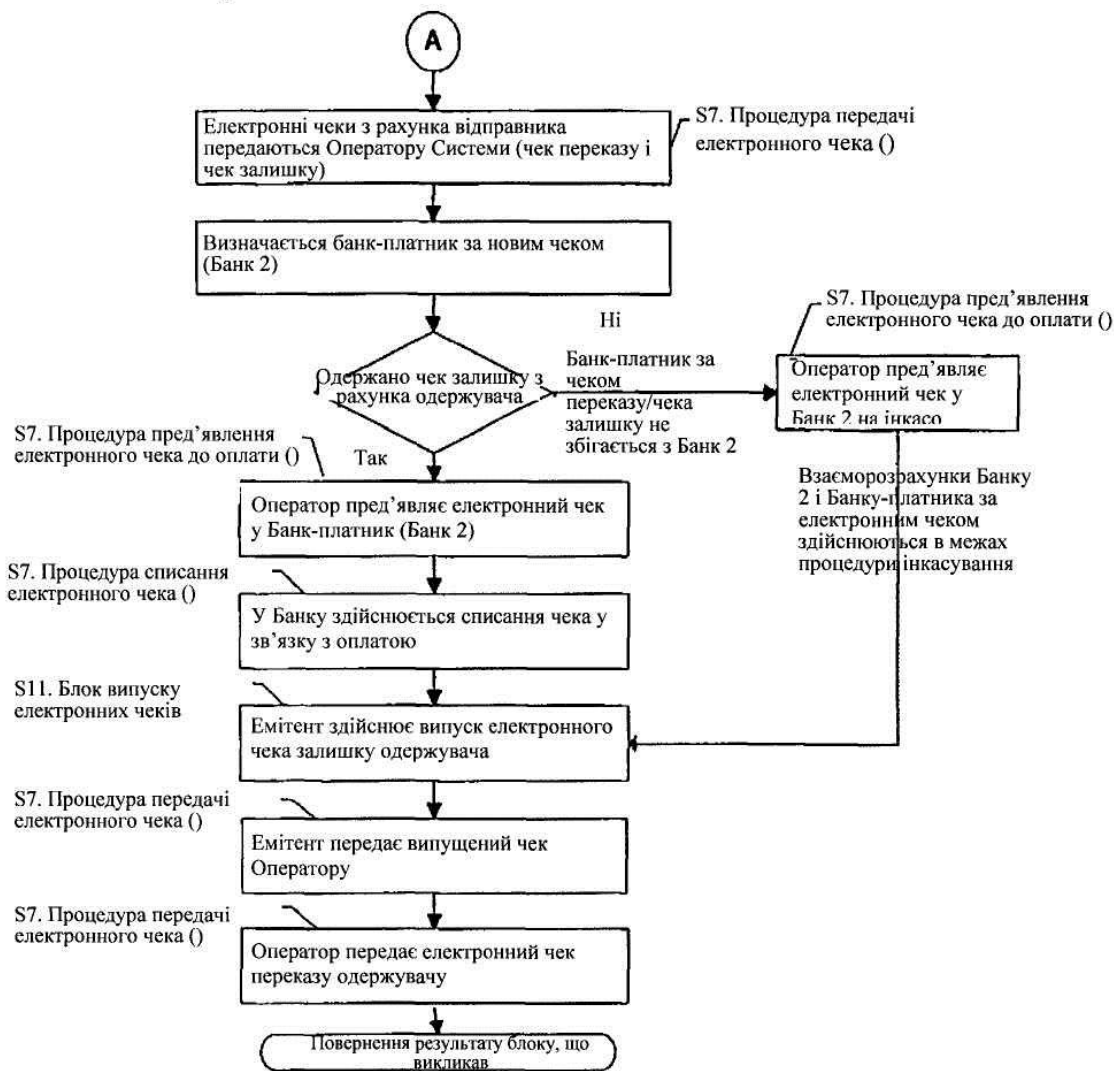 А
Електронні чеки з рахунка відправника
передаються Оператору Системи (чек переказу і
чек залишку)
S7. Процедура передачі
електронного чека ()
Визначається банк-платник за новим чеком
(Банк 2)
S7. Процедура пред’явлення
електронного чека до оплати ()
Ні
Одержано чек залишку з
рахунка одержувача
Банк-платник за
чеком
переказу/чека
залишку не
збігається з Банк 2
Оператор пред’являє
електронний чек у
Банк 2 на інкасо
S7. Процедура пред’явлення
електронного чека до оплати ()
Так
Взаєморозрахунки Банку
2 і Банку-платника за
електронним чеком
здійснюються в межах
процедури інкасування
Оператор пред’являє електронний чек
у Банк-платник (Банк 2)
S7. Процедура списання
електронного чека ()
У Банку здійснюється списання чека у
зв’язку з оплатою
S11. Блок випуску
електронних чеків
Емітент здійснює випуск електронного
чека залишку одержувача
S7. Процедура передачі
електронного чека ()
Емітент передає випущений чек
Оператору
S7. Процедура передачі
електронного чека ()
Оператор передає електронний чек
переказу одержувачу
Повернення результату блоку, що
викликав